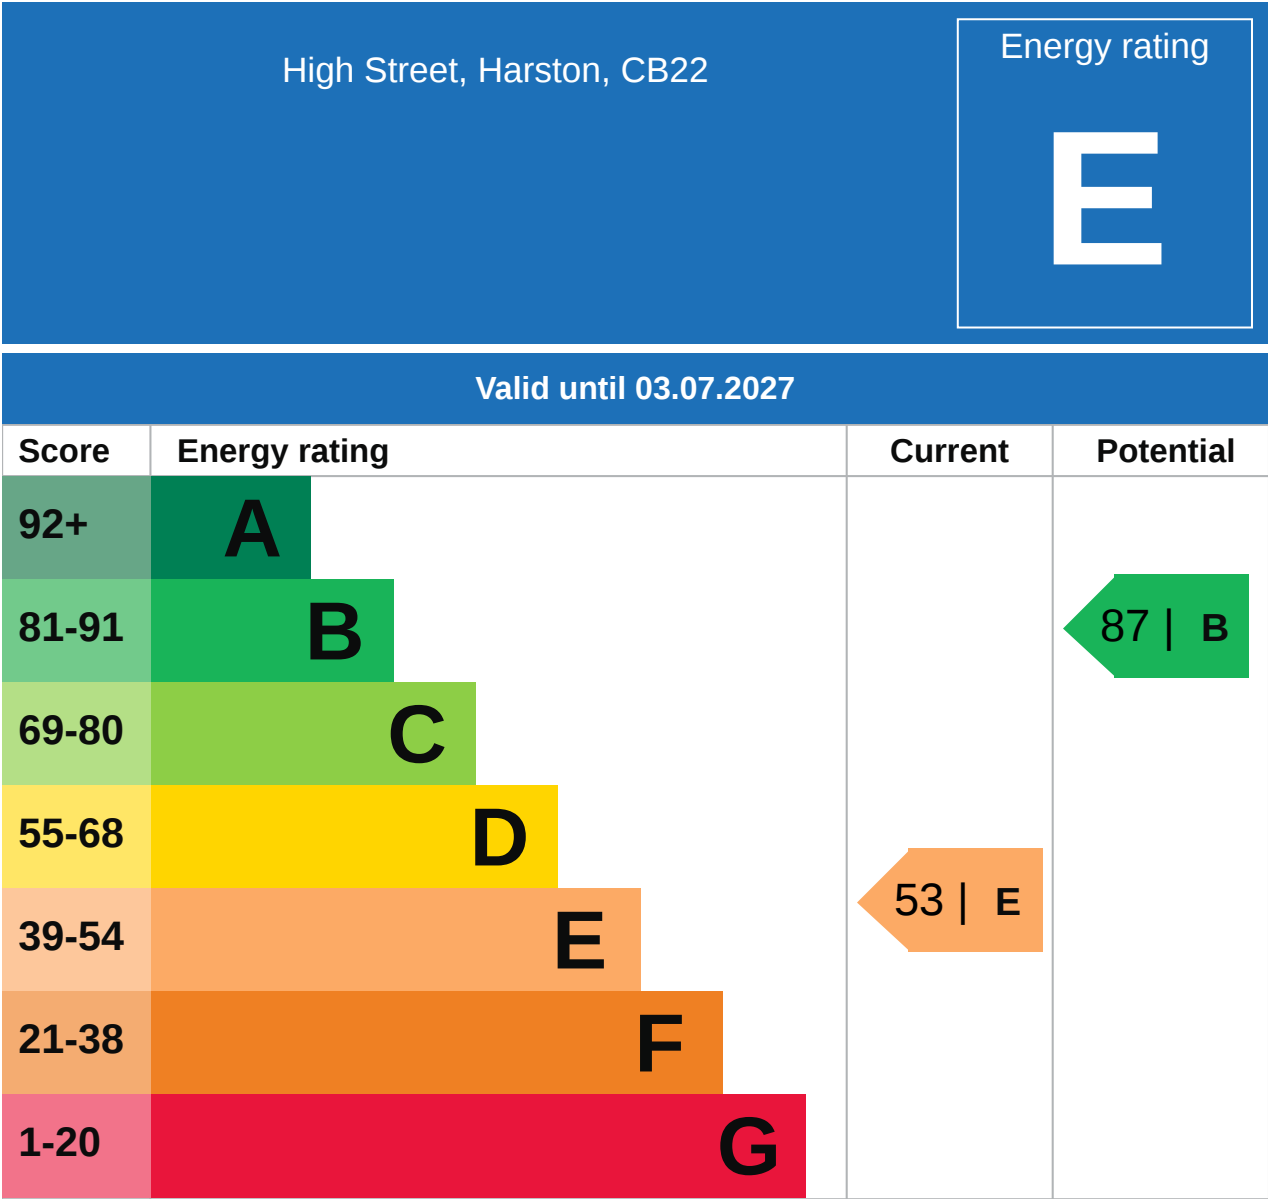 High Street, Harston, CB22
Energy rating
E
Valid until 03.07.2027
Score Energy rating Current Potential
92+ A
81-91 B 87 | B
69-80 C
55-68 D
39-54 E 53 | E
21-38 F
1-20 G